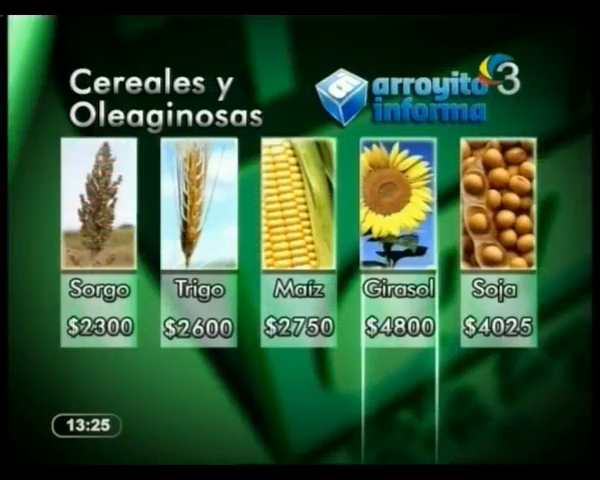 Cereales y
Oleaginosas
a arroyito
informa
3
Sorgo
$2300
Trigo
$2600
Maíz
$2750
Girasol
$4800
Soja
$4025
13:25